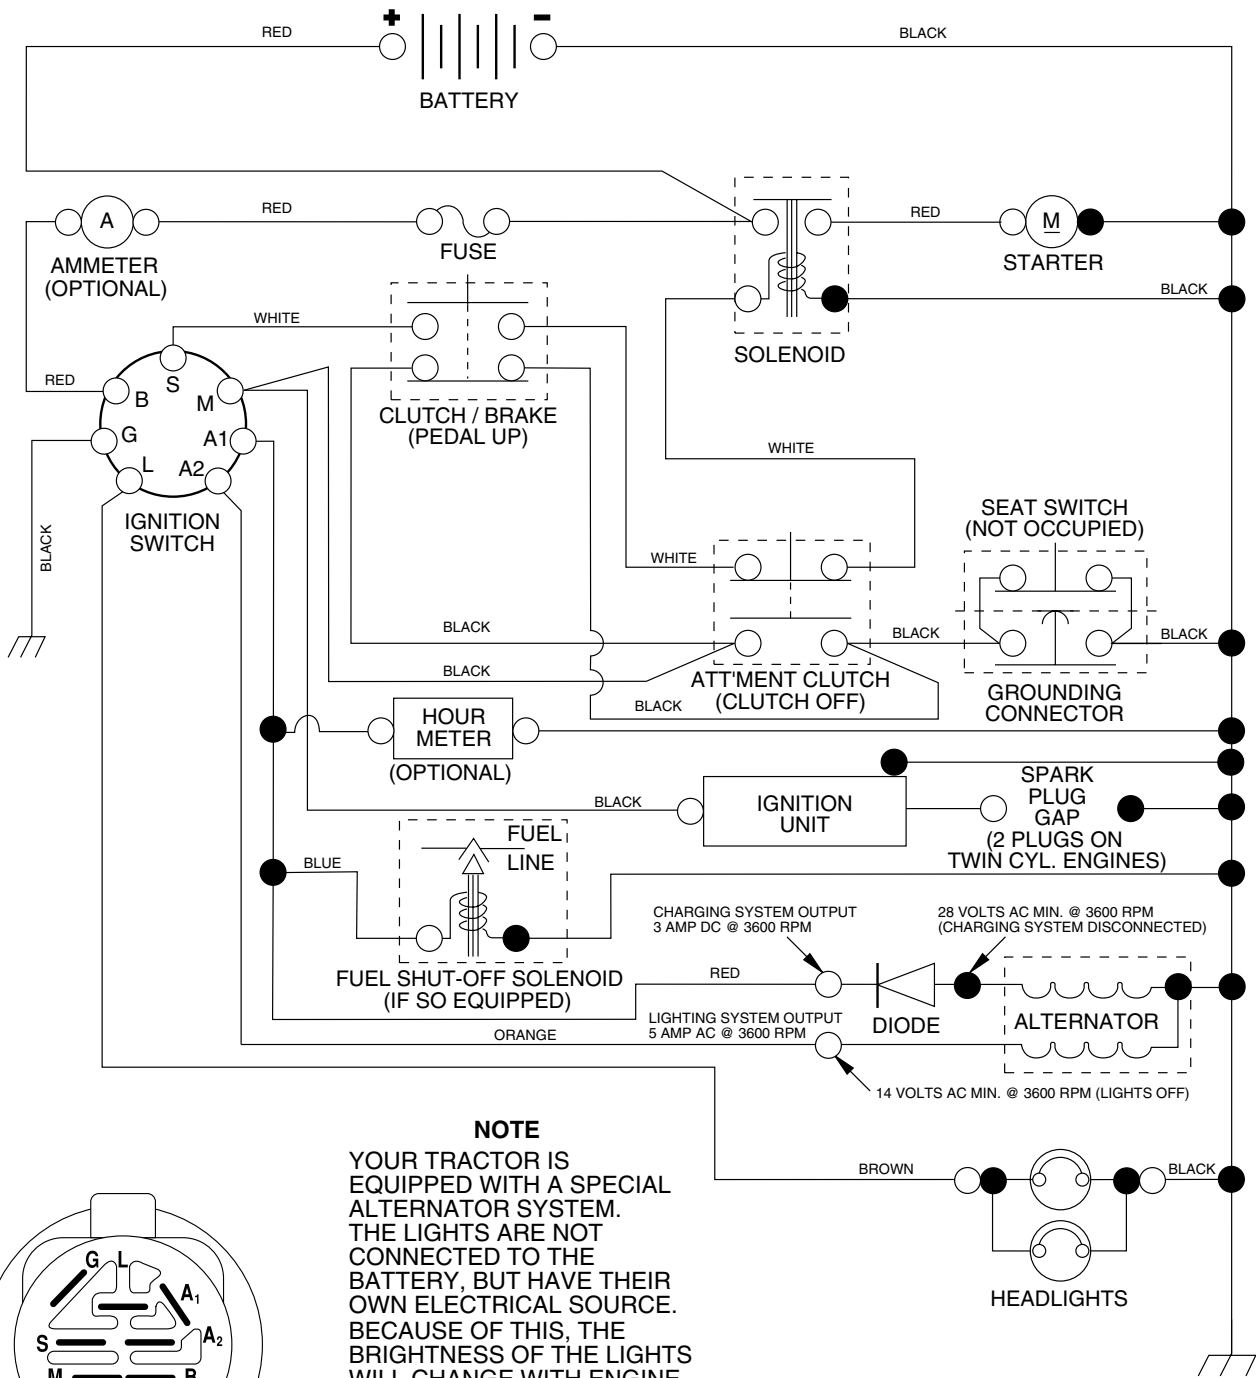 +
-
RED
BLACK
BATTERY
A
RED
FUSE
RED
M
STARTER
AMMETER
(OPTIONAL)
BLACK
SOLENOID
WHITE
RED
S
B
M
G
A1
L
A2
IGNITION
SWITCH
BLACK
CLUTCH / BRAKE
(PEDAL UP)
WHITE
SEAT SWITCH
(NOT OCCUPIED)
WHITE
BLACK
BLACK
BLACK
BLACK
ATT'MENT CLUTCH
(CLUTCH OFF)
BLACK
GROUNDING
CONNECTOR
HOUR
METER
(OPTIONAL)
BLACK
IGNITION
UNIT
SPARK
PLUG
GAP
(2 PLUGS ON
TWIN CYL. ENGINES)
BLUE
FUEL
LINE
FUEL SHUT-OFF SOLENOID
(IF SO EQUIPPED)
CHARGING SYSTEM OUTPUT
3 AMP DC @ 3600 RPM
28 VOLTS AC MIN. @ 3600 RPM
(CHARGING SYSTEM DISCONNECTED)
RED
DIODE
ALTERNATOR
LIGHTING SYSTEM OUTPUT
5 AMP AC @ 3600 RPM
ORANGE
14 VOLTS AC MIN. @ 3600 RPM (LIGHTS OFF)
BROWN
BLACK
HEADLIGHTS
NOTE
YOUR TRACTOR IS
EQUIPPED WITH A SPECIAL
ALTERNATOR SYSTEM.
THE LIGHTS ARE NOT
CONNECTED TO THE
BATTERY, BUT HAVE THEIR
OWN ELECTRICAL SOURCE.
BECAUSE OF THIS, THE
BRIGHTNESS OF THE LIGHTS
WILL CHANGE WITH ENGINE
G
L
A1
A2
S
M
B